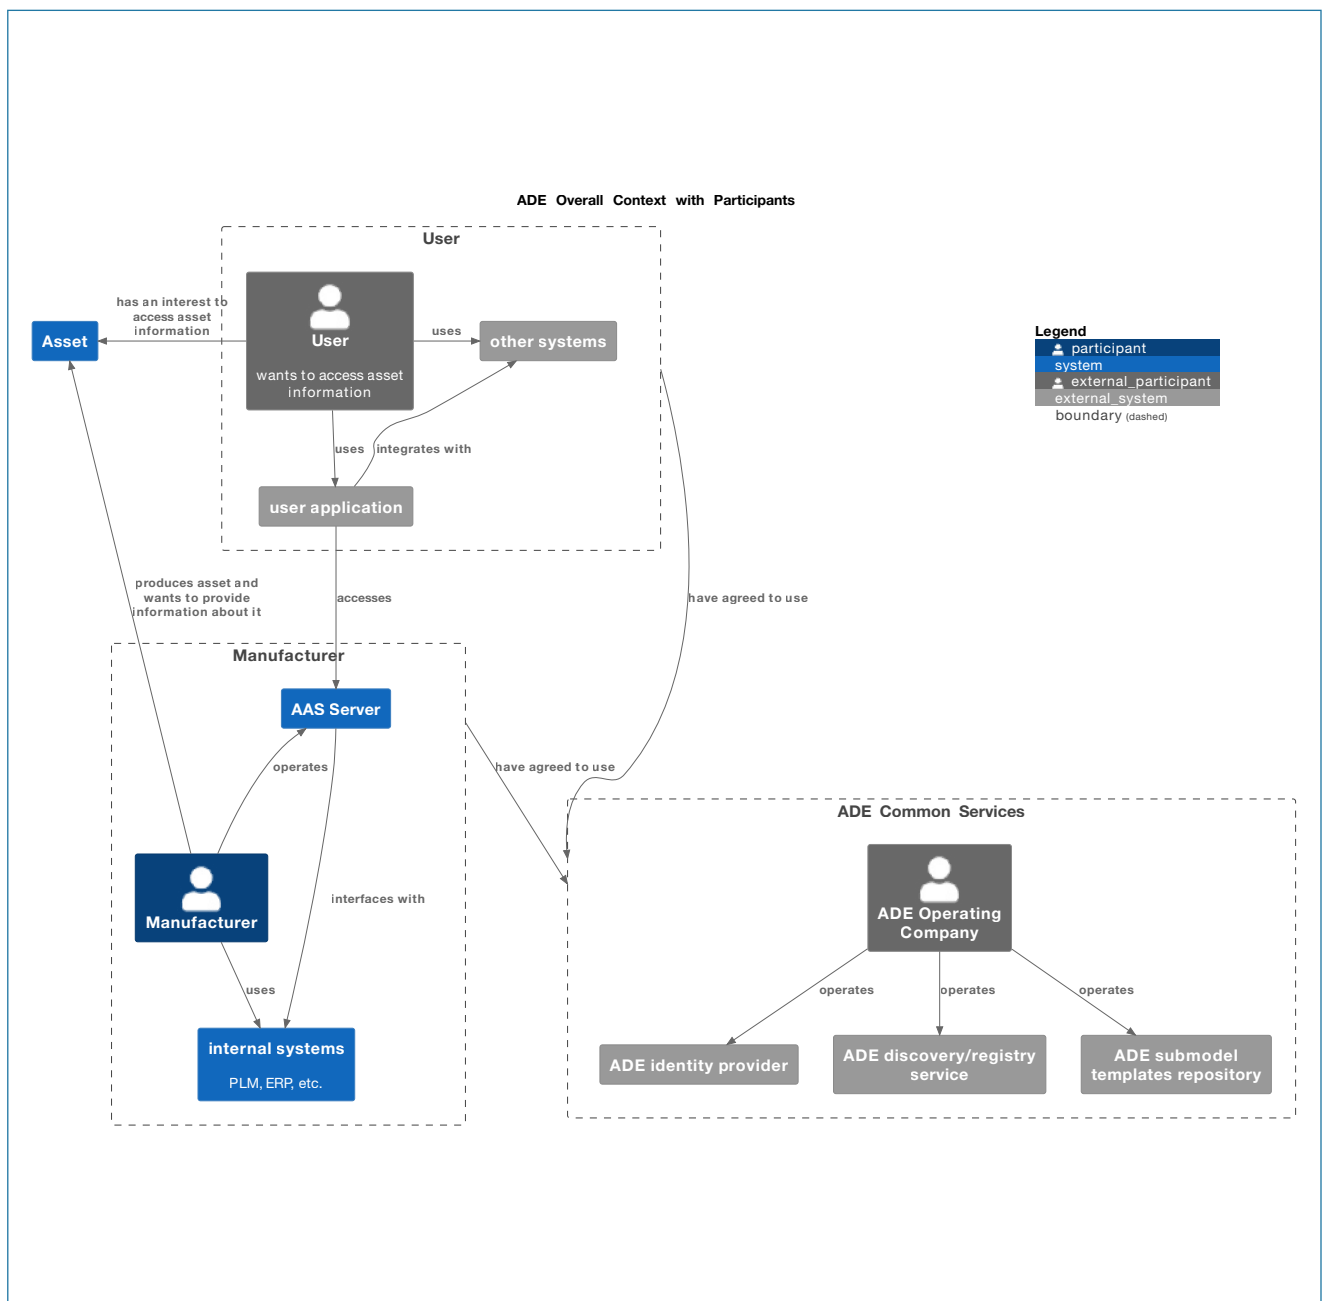 ADE Overall Context with Participants
User
User
wants to access asset
information
has an interest to
access asset
information
Asset
uses
other systems
Legend
participant
system
external_participant
external_system
boundary (dashed)
uses
integrates with
user application
produces asset and
wants to provide
information about it
accesses
have agreed to use
Manufacturer
AAS Server
operates
have agreed to use
ADE Common Services
Manufacturer
interfaces with
ADE Operating
Company
uses
operates
operates
operates
internal systems
PLM, ERP, etc.
ADE identity provider
ADE discovery/registry
service
ADE submodel
templates repository